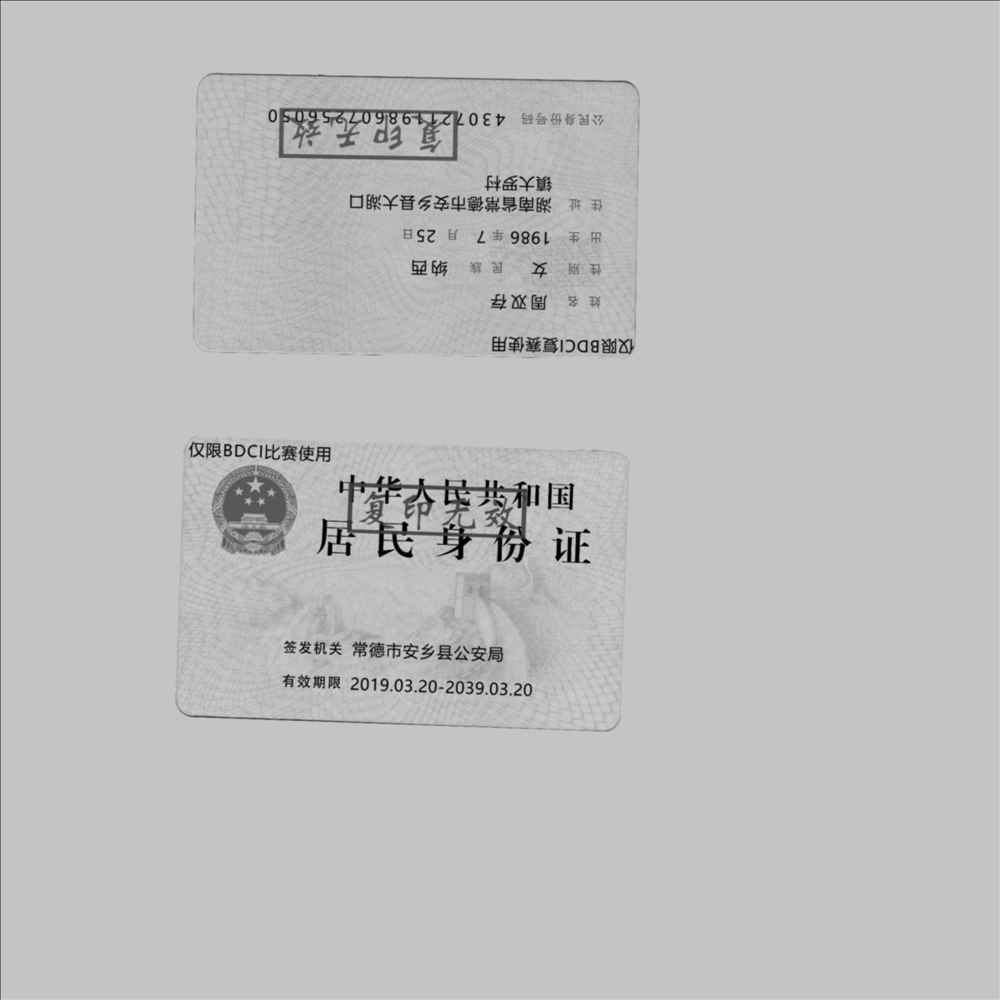 仅限BDCI复赛使用
姓名 周双存
性别 女 民族 纳西
出生 1986 年 7 月 25 日
住址 湖南省常德市安乡县大湖口
镇大罗村
公民身份号码 430721198607256050
复印无效
仅限BDCI比赛使用
中华人民共和国
复印无效
居民身份证
签发机关 常德市安乡县公安局
有效期限 2019.03.20-2039.03.20